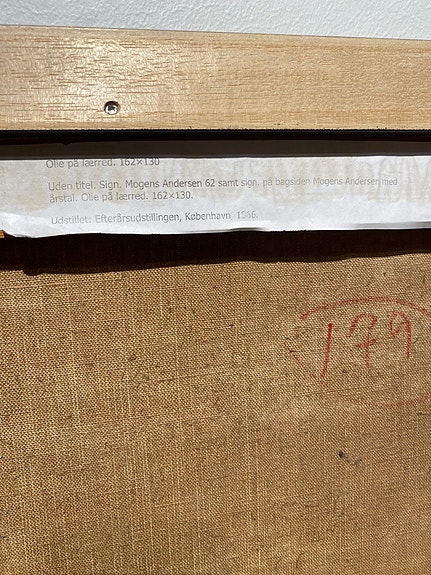 Olie på lærred. 162×130
Uden titel. Sign. Mogens Andersen 62 samt sign. på bagsiden Mogens Andersen med
årstal. Olie på lærred. 162×130.
Udstillet: Efterårsudstillingen, København, 1966.
179